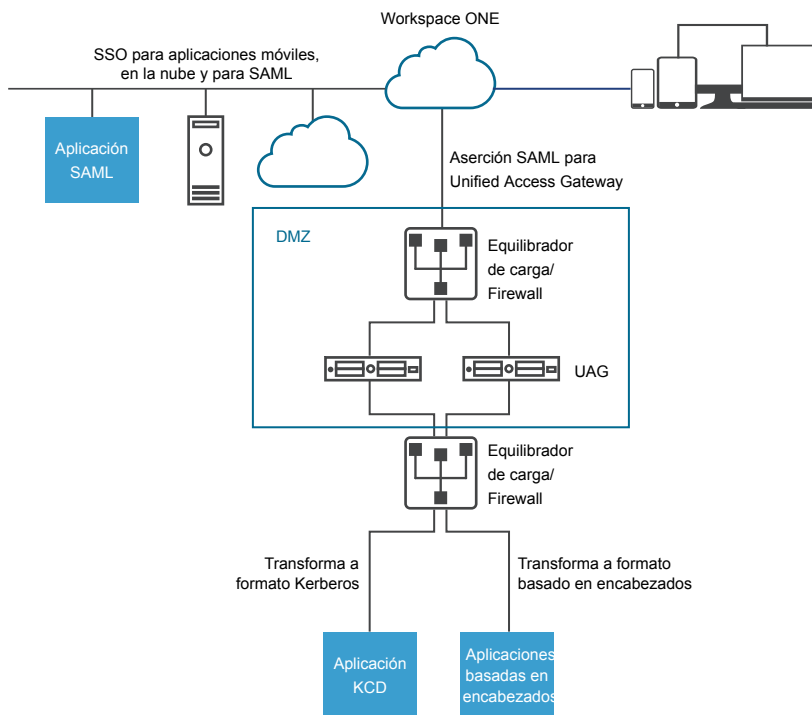 Workspace ONE
SSO para aplicaciones móviles,
en la nube y para SAML
Aplicación
SAML
Aserción SAML para
Unified Access Gateway
DMZ
Equilibrador
de carga/
Firewall
UAG
Equilibrador
de carga/
Firewall
Transforma a
formato Kerberos
Transforma a formato
basado en encabezados
Aplicación
KCD
Aplicaciones
basadas en
encabezados